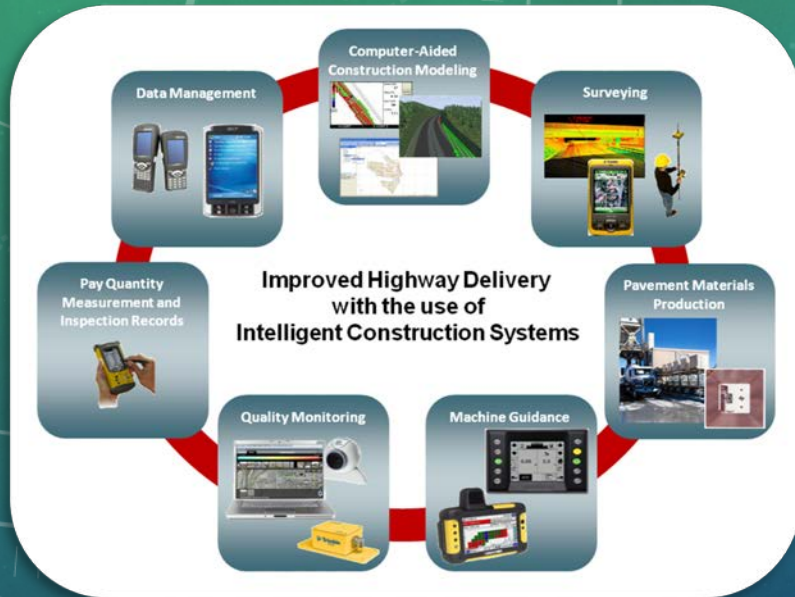 Computer-Aided
Construction Modeling
Data Management
Surveying
Pay Quantity
Measurement and
Inspection Records
Improved Highway Delivery
with the use of
Intelligent Construction Systems
Pavement Materials
Production
Quality Monitoring
Machine Guidance